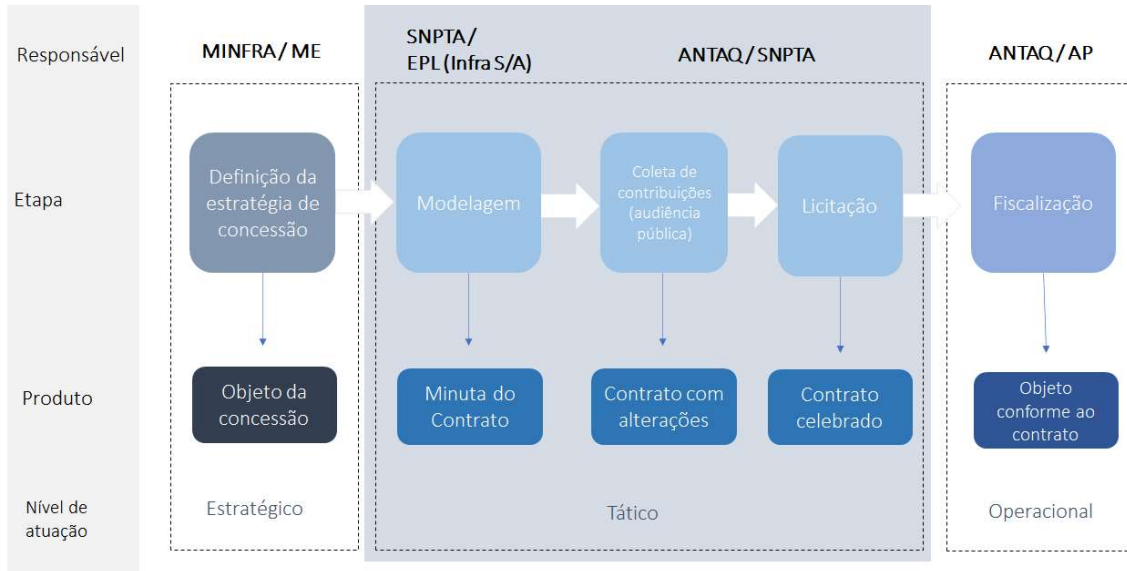 Responsável
MINFRA / ME
SNPTA /
EPL (Infra S/A)
ANTAQ / SNPTA
ANTAQ / AP
Etapa
Definição da
estratégia de
concessão
Modelagem
Coleta de
contribuições
(audiência
pública)
Licitação
Fiscalização
Produto
Objeto da
concessão
Minuta do
Contrato
Contrato com
alterações
Contrato
celebrado
Objeto
conforme ao
contrato
Nível de
atuação
Estratégico
Tático
Operacional